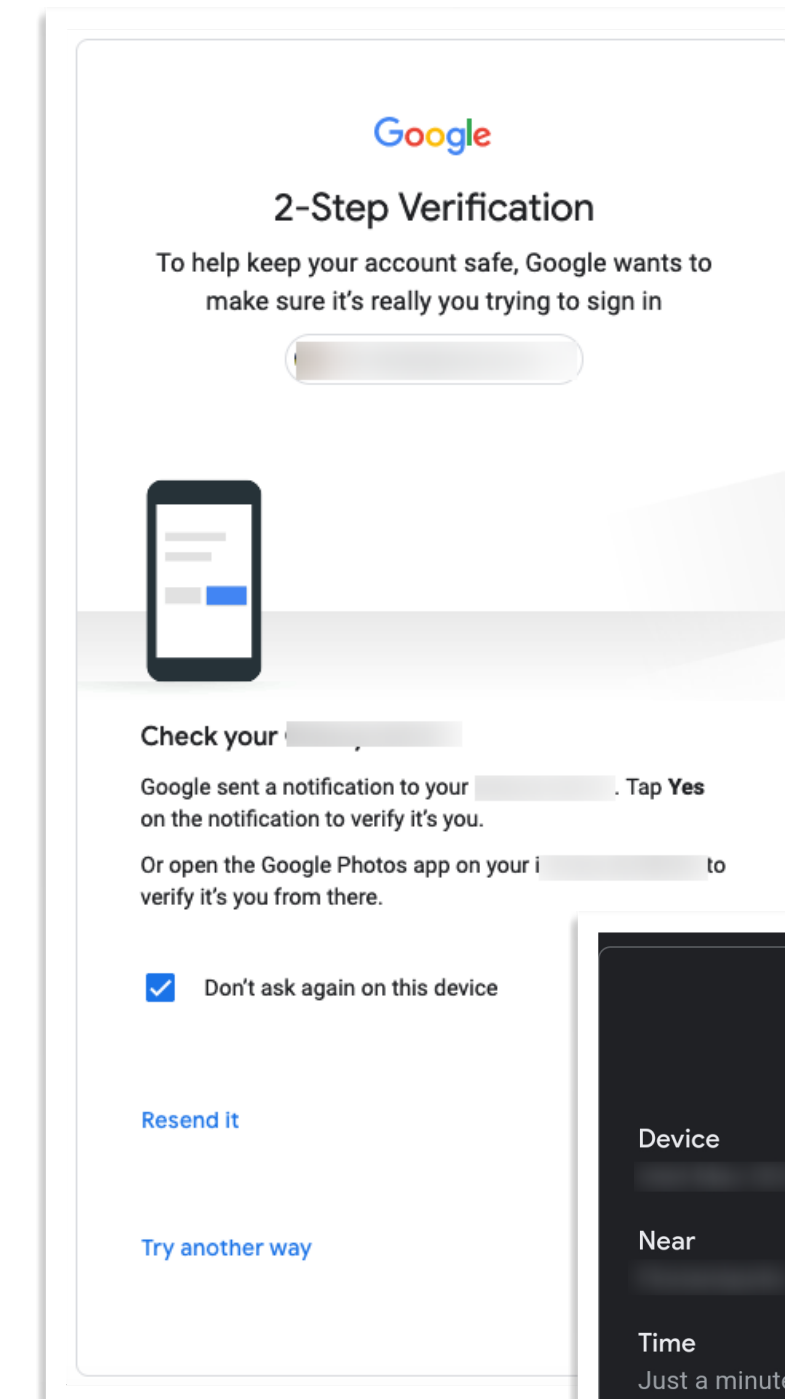 Google
2-Step Verification
To help keep your account safe, Google wants to
make sure it's really you trying to sign in
Check your
Google sent a notification to your . Tap Yes
on the notification to verify it's you.
Or open the Google Photos app on your to
verify it's you from there.
Don't ask again on this device
Resend it
Try another way
Device
Near
Time
Just a minute